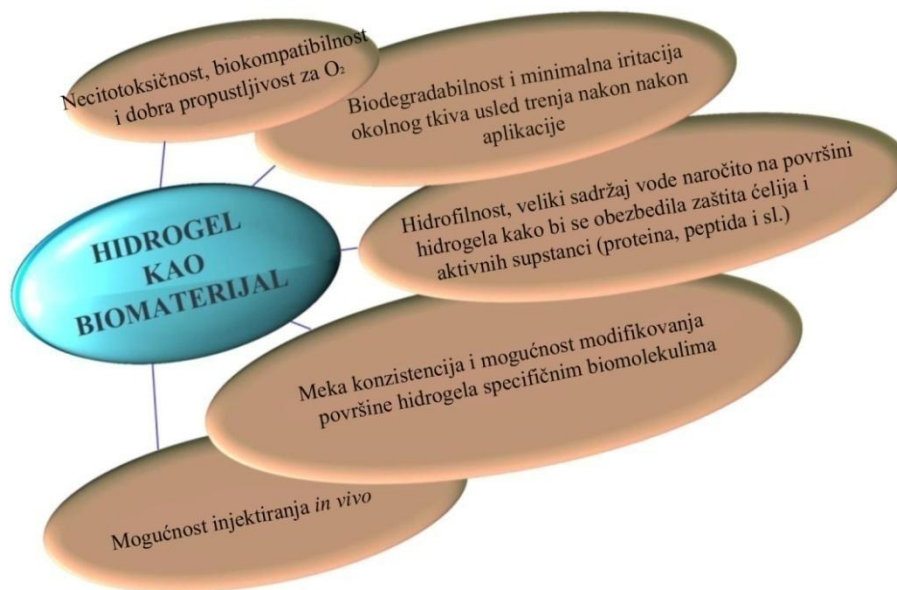 Necitotoksičnost, biokompatibilnost
i dobra propustljivost za O₂
Biodegradabilnost i minimalna iritacija
okolnog tkiva usled trenja nakon nakon
aplikacije
Hidrofilnost, veliki sadržaj vode naročito na površini
hidrogela kako bi se obezbedila zaštita ćelija i
aktivnih supstanci (proteina, peptida i sl.)
HIDROGEL
KAO
BIOMATERIJAL
Meka konzistencija i mogućnost modifikovanja
površine hidrogela specifičnim biomolekulima
Mogućnost injektiranja in vivo